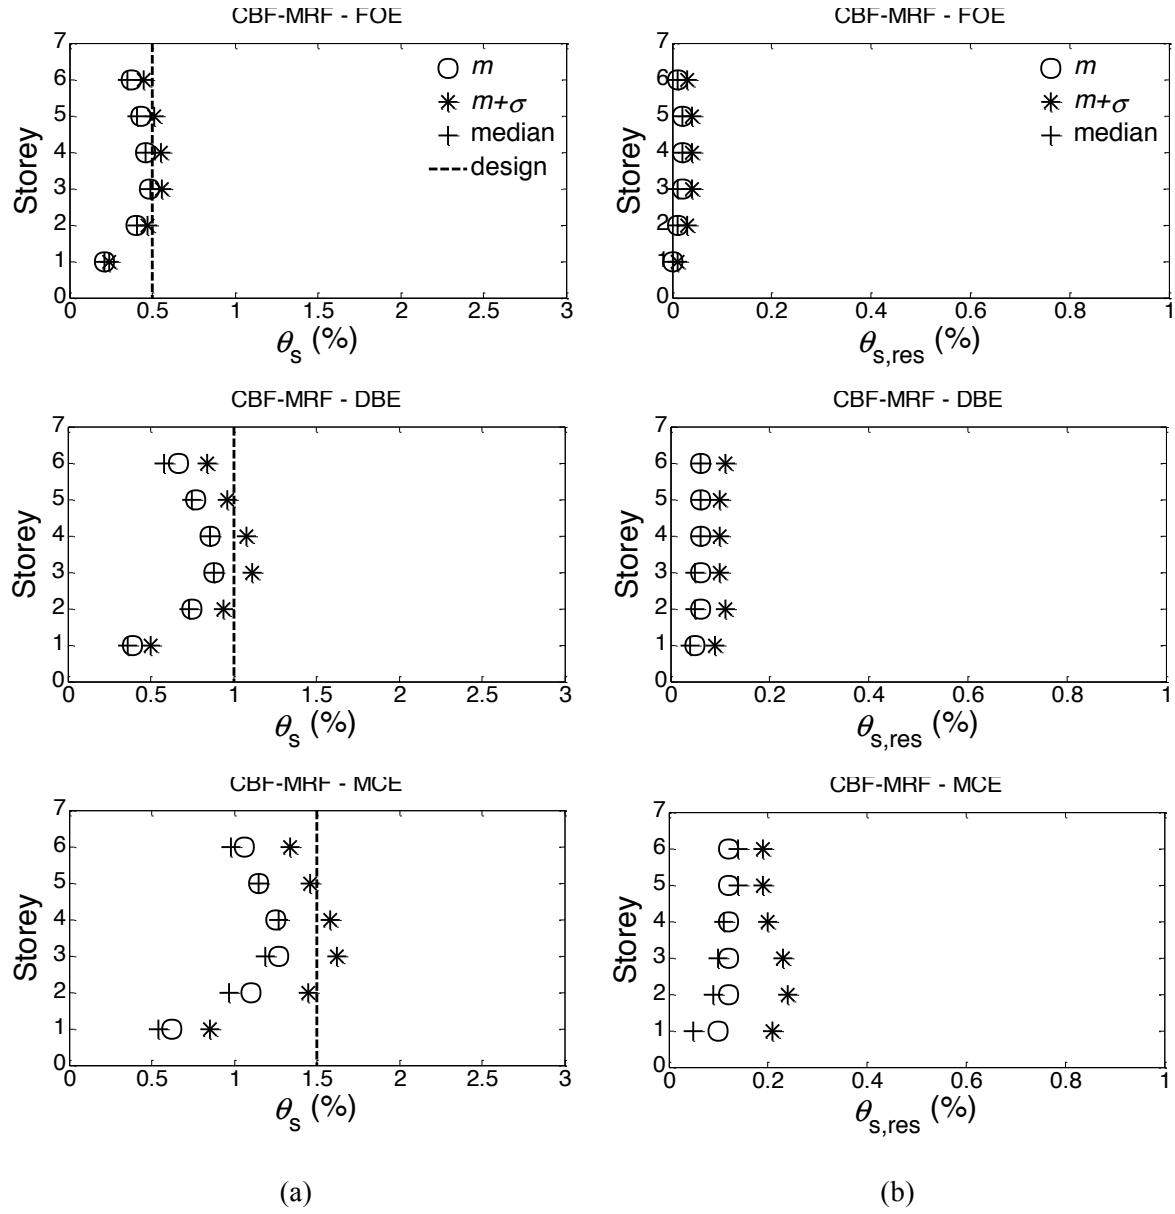 CBF-MRF - FOE
7
6
5
4
3
2
1
0
Storey
m
m+σ
median
design
0 0.5 1 1.5 2 2.5 3
θs (%)
CBF-MRF - FOE
7
6
5
4
3
2
1
0
Storey
m
m+σ
median
0 0.2 0.4 0.6 0.8 1
θs,res (%)
CBF-MRF - DBE
7
6
5
4
3
2
1
0
Storey
0 0.5 1 1.5 2 2.5 3
θs (%)
CBF-MRF - DBE
7
6
5
4
3
2
1
0
Storey
0 0.2 0.4 0.6 0.8 1
θs,res (%)
CBF-MRF - MCE
7
6
5
4
3
2
1
0
Storey
0 0.5 1 1.5 2 2.5 3
θs (%)
CBF-MRF - MCE
7
6
5
4
3
2
1
0
Storey
0 0.2 0.4 0.6 0.8 1
θs,res (%)
(a)
(b)